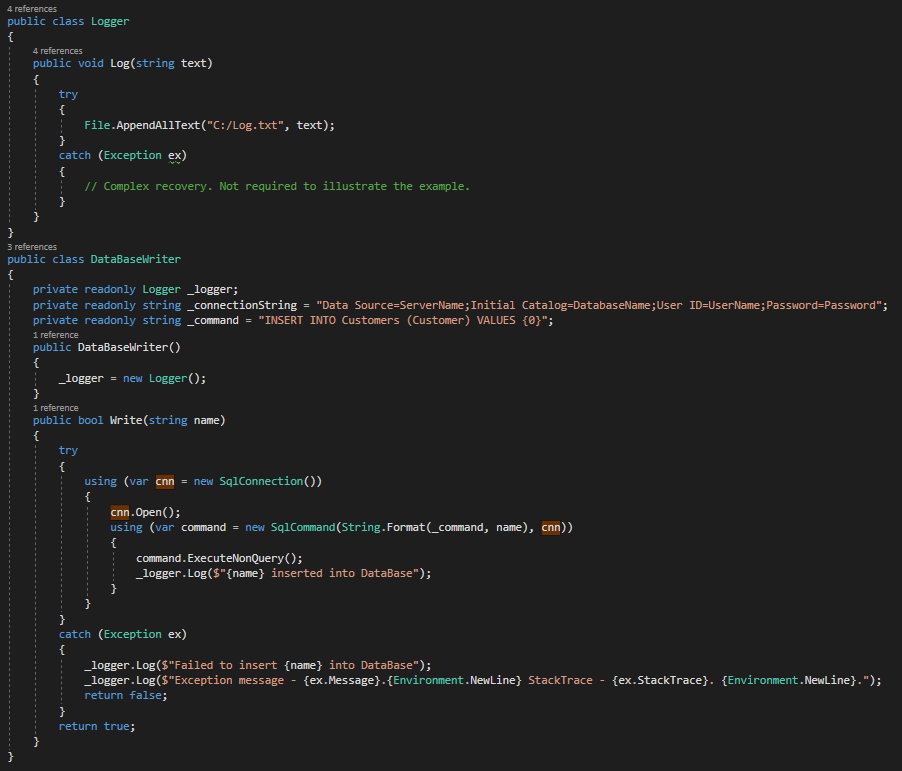 4 references
public class Logger
{
4 references
public void Log(string text)
{
try
{
File.AppendAllText("C:/Log.txt", text);
}
catch (Exception ex)
{
// Complex recovery. Not required to illustrate the example.
}
}
}
3 references
public class DataBaseWriter
{
private readonly Logger _logger;
private readonly string _connectionString = "Data Source=ServerName;Initial Catalog=DatabaseName;User ID=UserName;Password=Password";
private readonly string _command = "INSERT INTO Customers (Customer) VALUES {0}";
1 reference
public DataBaseWriter()
{
_logger = new Logger();
}
1 reference
public bool Write(string name)
{
try
{
using (var cnn = new SqlConnection())
{
cnn.Open();
using (var command = new SqlCommand(String.Format(_command, name), cnn))
{
command.ExecuteNonQuery();
_logger.Log($"{name} inserted into DataBase");
}
}
}
catch (Exception ex)
{
_logger.Log($"Failed to insert {name} into DataBase");
_logger.Log($"Exception message - {ex.Message}.{Environment.NewLine} StackTrace - {ex.StackTrace}. {Environment.NewLine}.");
return false;
}
return true;
}
}